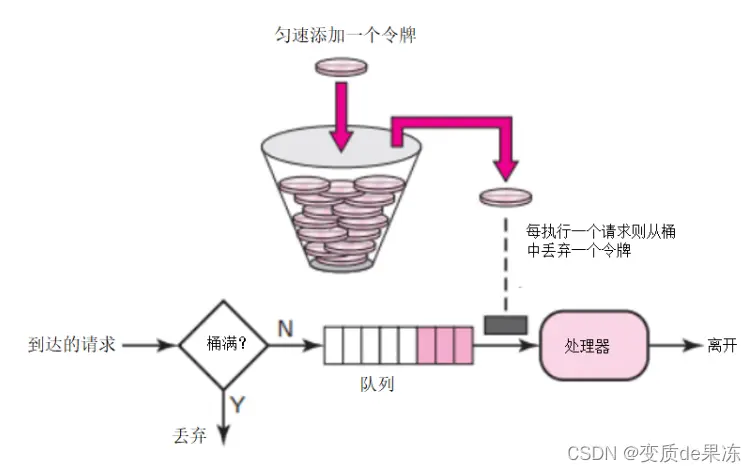 匀速添加一个令牌
每执行一个请求则从桶
中丢弃一个令牌
到达的请求
桶满?
N
队列
处理器
离开
Y
丢弃
CSDN @变质de果冻